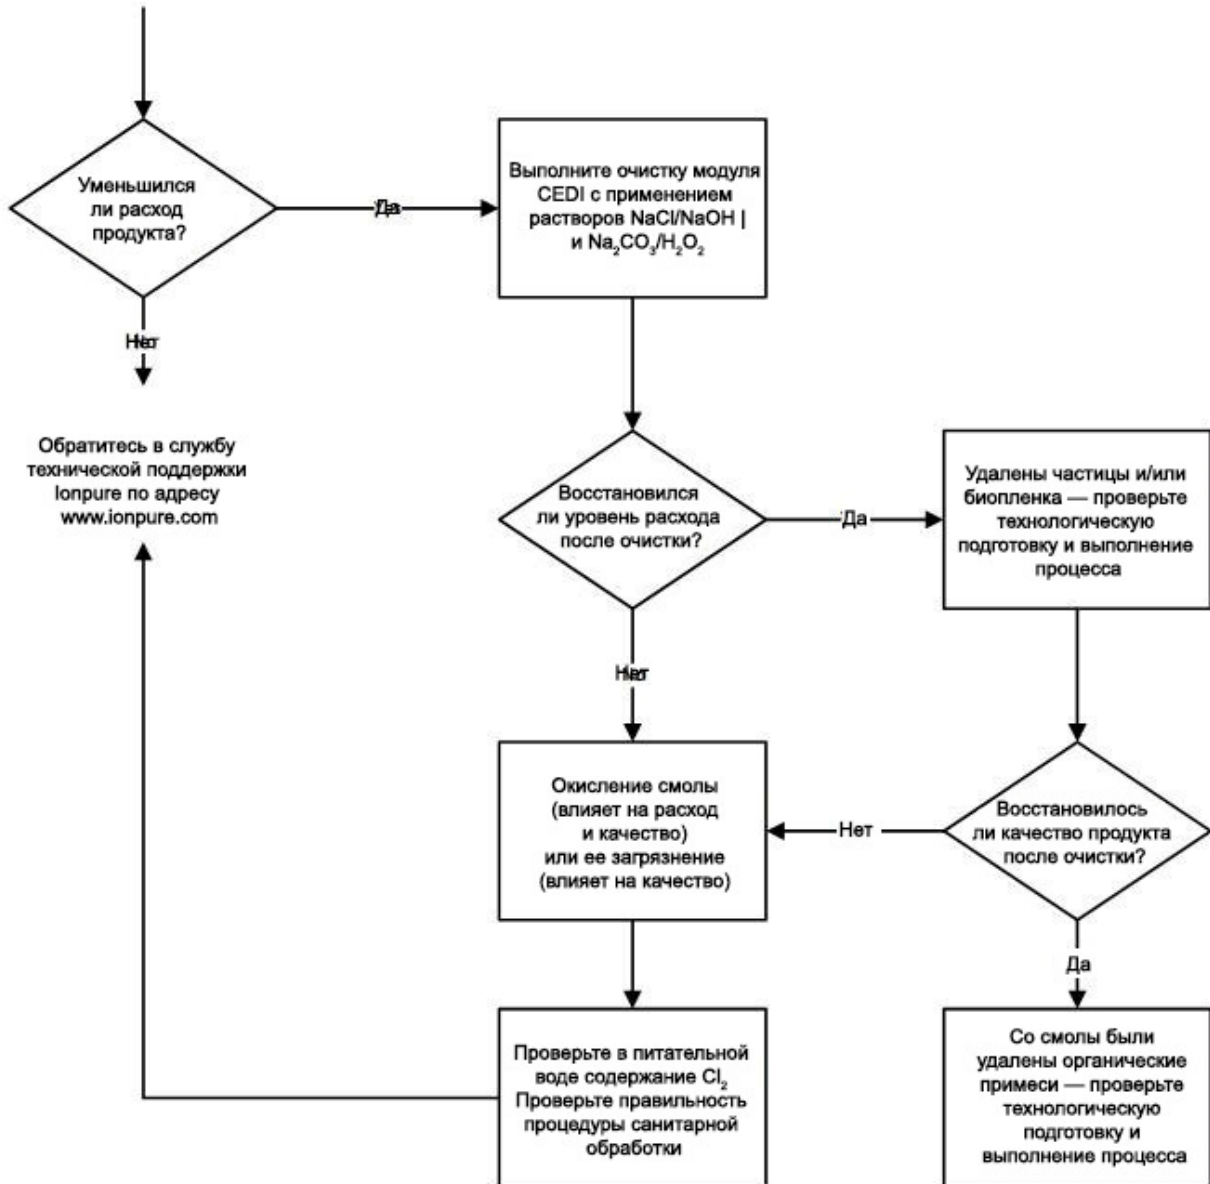 Уменьшился
ли расход
продукта?
Да
Выполните очистку модуля
CEDI с применением
растворов NaCl/NaOH |
и Na₂CO₃/H₂O₂
Нет
Обратитесь в службу
технической поддержки
Ionpure по адресу
www.ionpure.com
Восстановился
ли уровень расхода
после очистки?
Да
Удалены частицы и/или
биопленка — проверьте
технологическую
подготовку и выполнение
процесса
Нет
Окисление смолы
(влияет на расход
и качество)
или ее загрязнение
(влияет на качество)
Нет
Восстановилось
ли качество продукта
после очистки?
Да
Проверьте в питательной
воде содержание Cl₂
Проверьте правильность
процедуры санитарной
обработки
Со смолы были
удалены органические
примеси — проверьте
технологическую
подготовку и
выполнение процесса